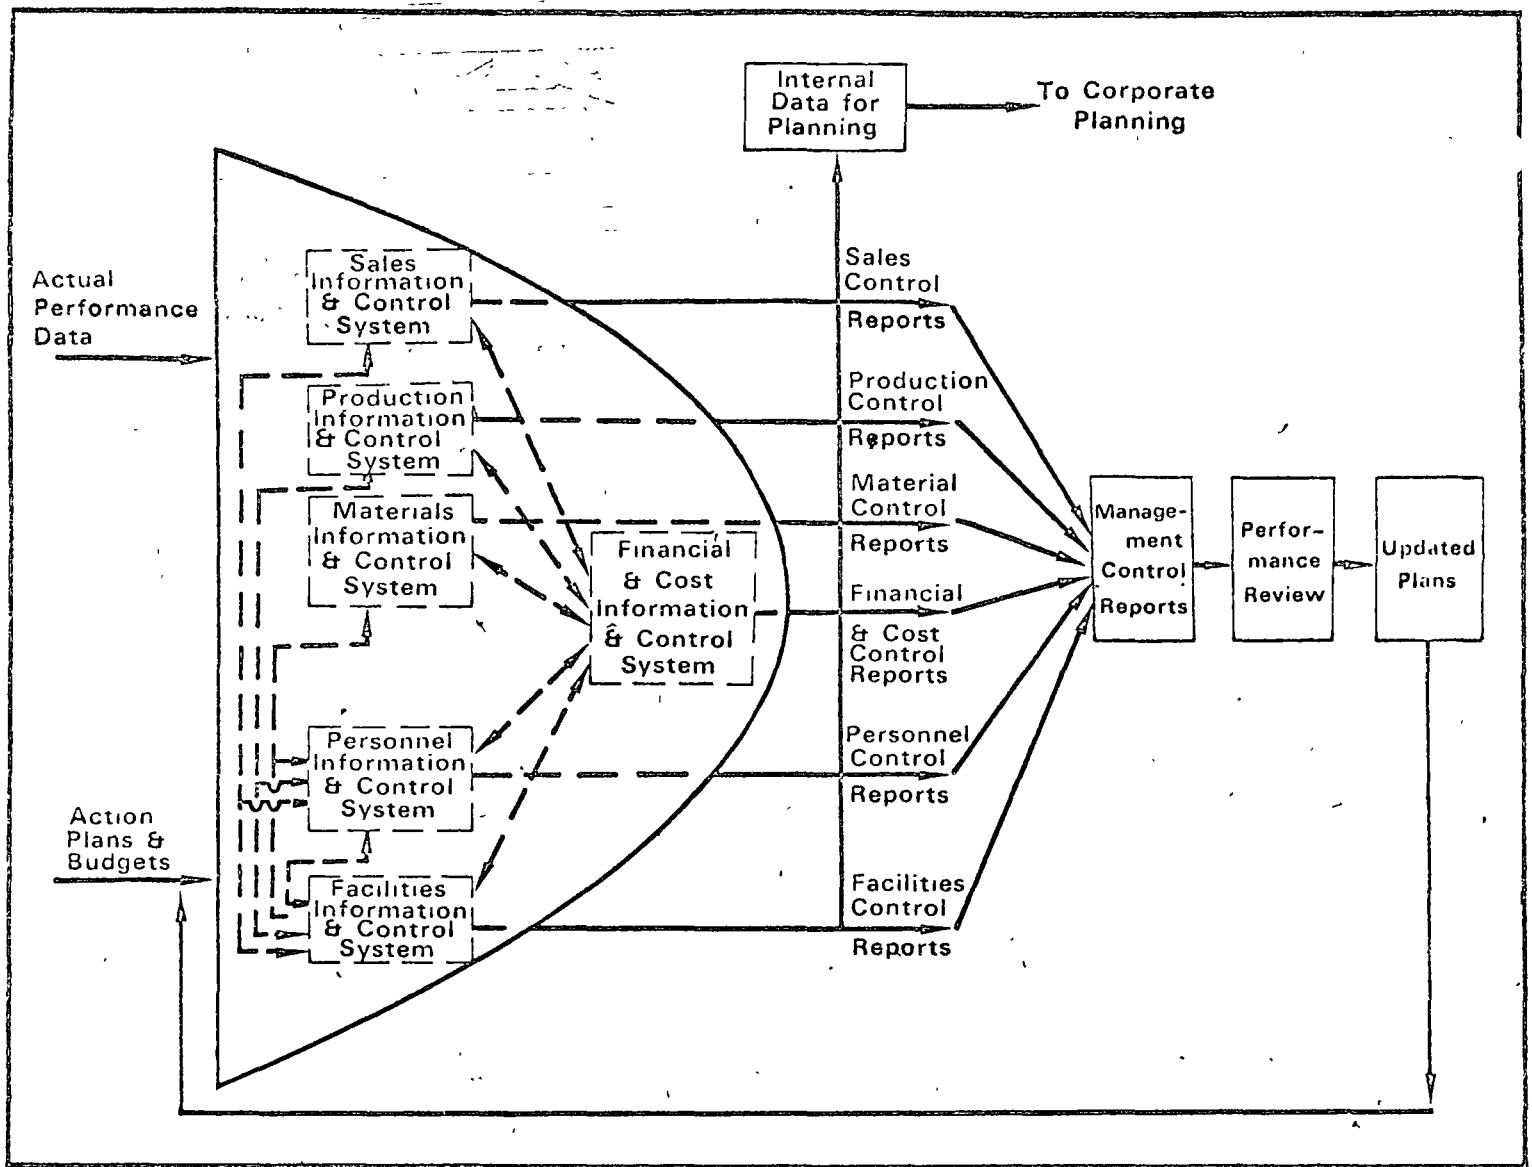 Internal
Data for
Planning
To Corporate
Planning
Actual
Performance
Data
Sales
Information
& Control
System
Production
Information
& Control
System
Materials
Information
& Control
System
Financial
& Cost
Information
& Control
System
Personnel
Information
& Control
System
Facilities
Information
& Control
System
Action
Plans &
Budgets
Sales
Control
Reports
Production
Control
Reports
Material
Control
Reports
Financial
& Cost
Control
Reports
Personnel
Control
Reports
Facilities
Control
Reports
Manage-
ment
Control
Reports
Perfor-
mance
Review
Updated
Plans